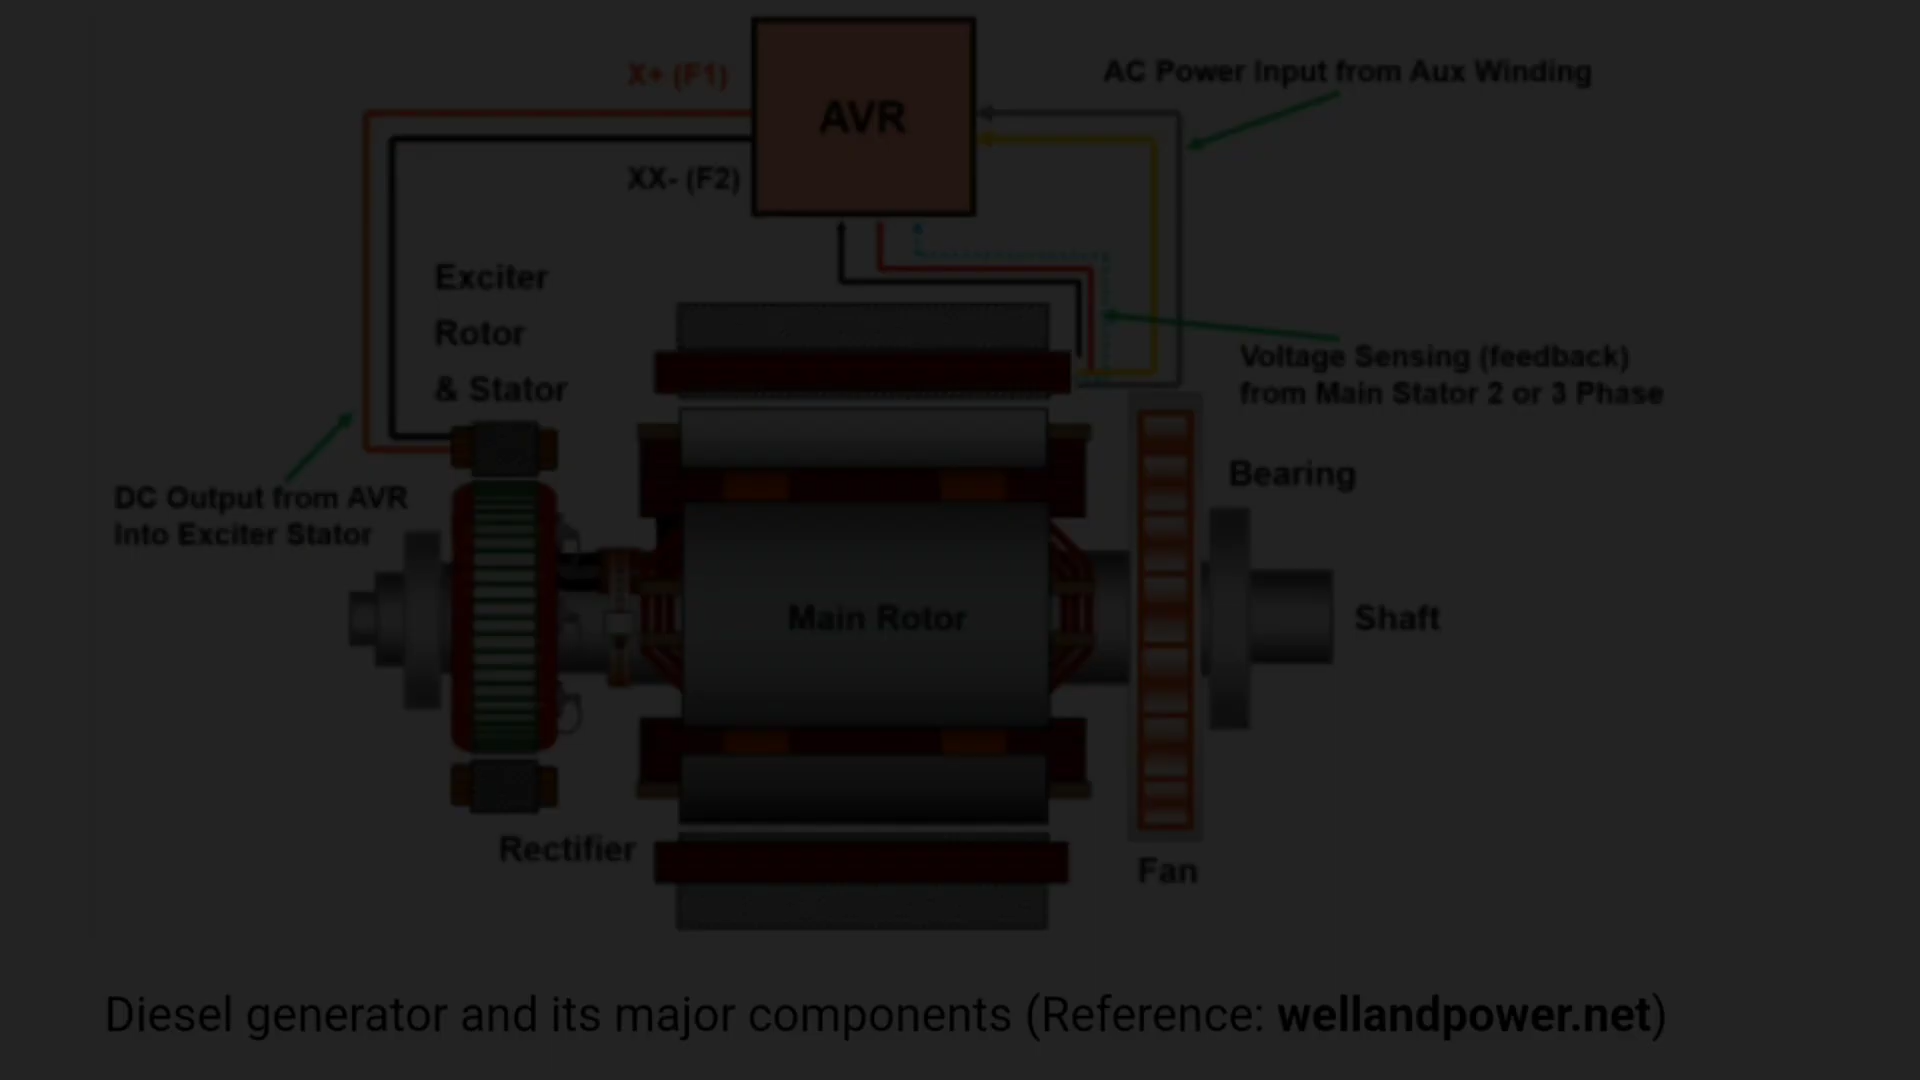 X+ (F1)
AVR
AC Power Input from Aux Winding
XX- (F2)
Exciter
Rotor
& Stator
Voltage Sensing (feedback)
from Main Stator 2 or 3 Phase
Bearing
DC Output from AVR
Into Exciter Stator
Main Rotor
Shaft
Rectifier
Fan
Diesel generator and its major components (Reference: wellandpower.net)